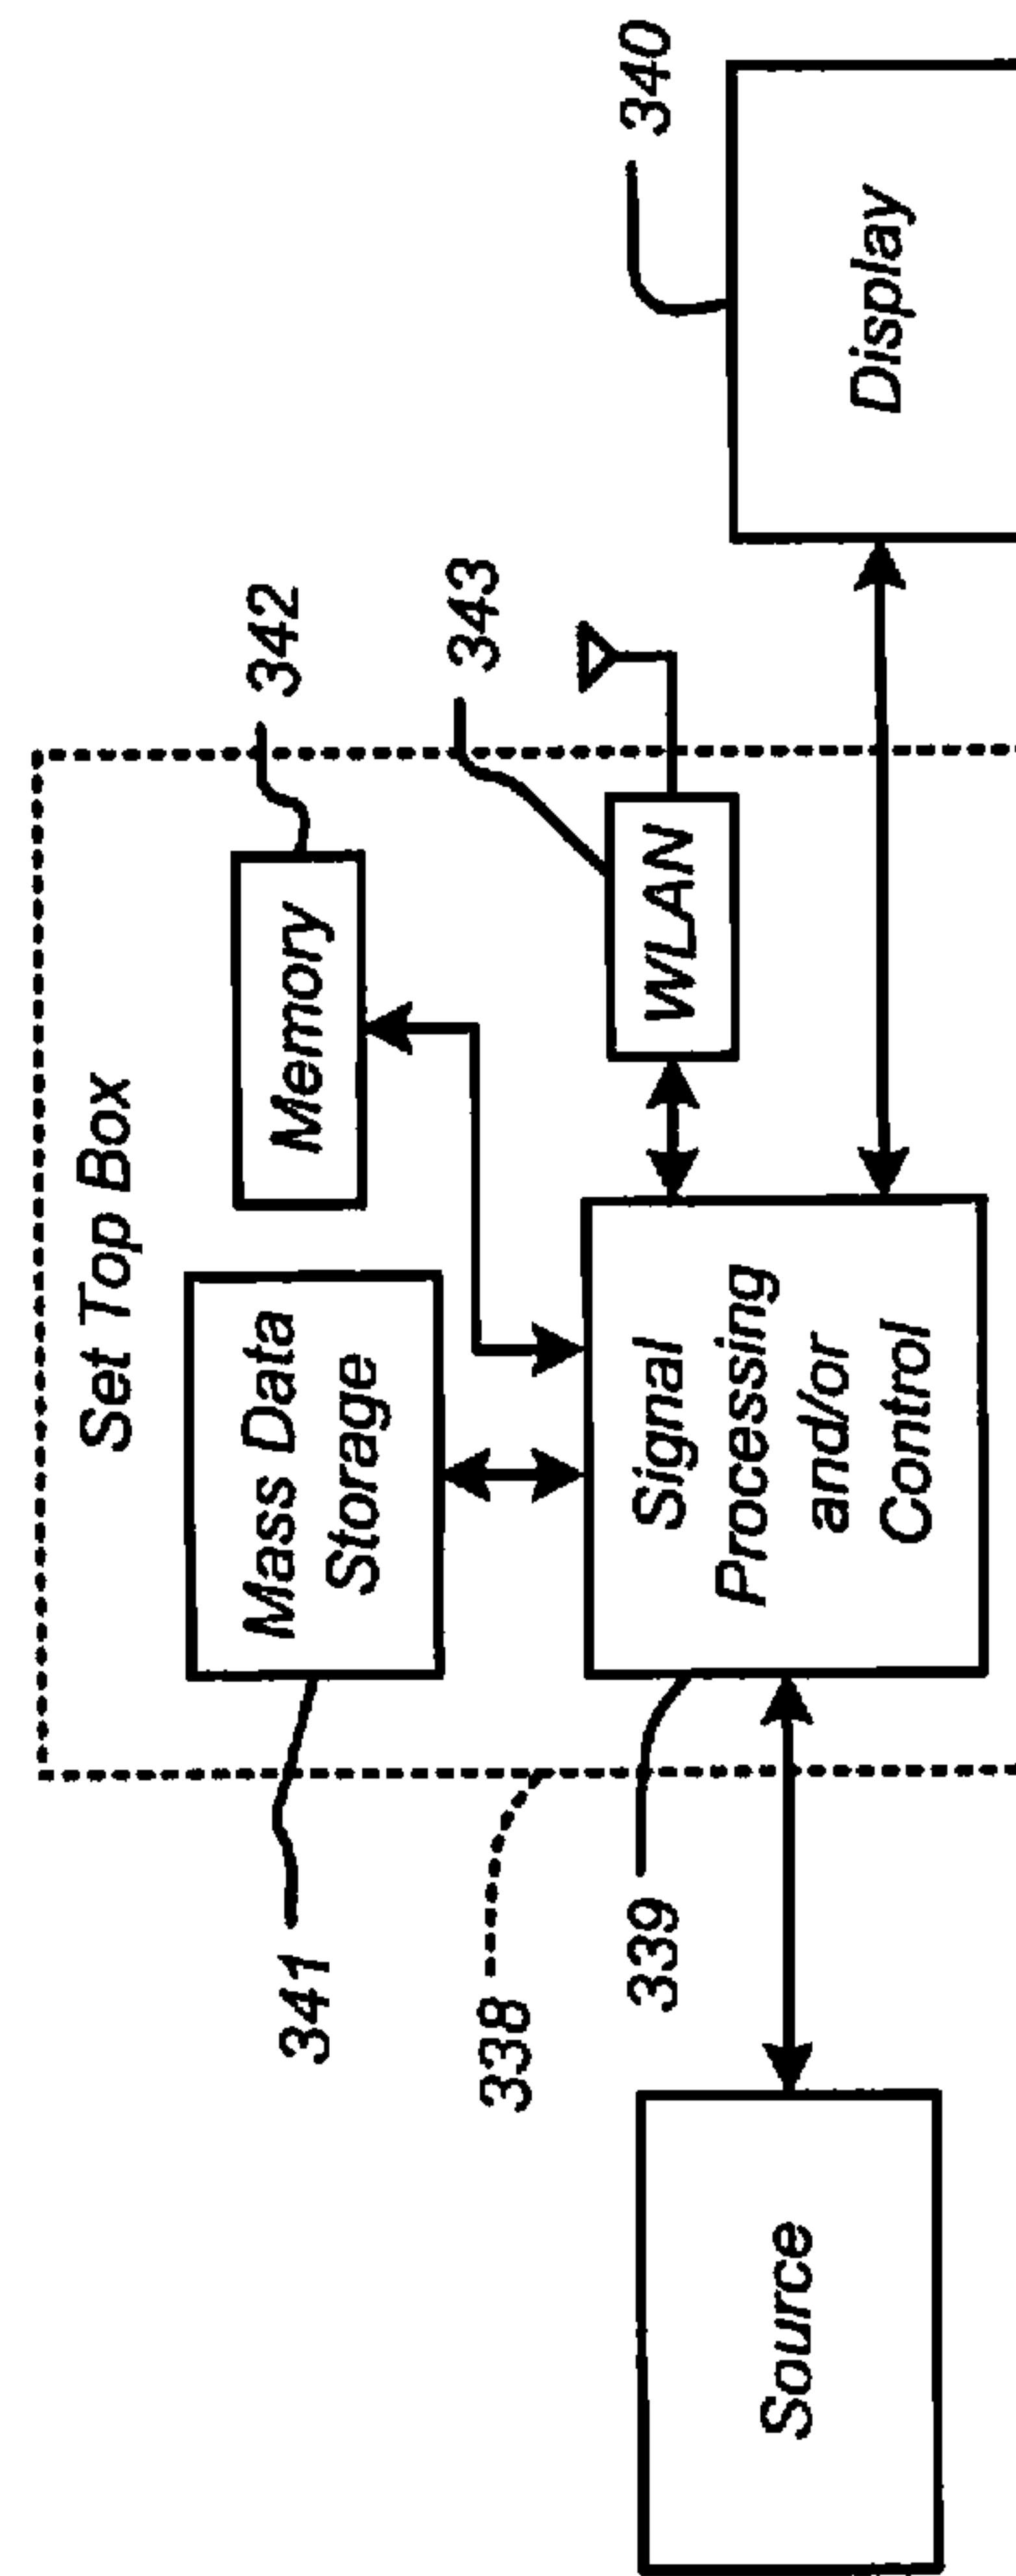 Set Top Box
341
Mass Data
Storage
Memory
342
338
343
339
Signal
Processing
and/or
Control
WLAN
340
Source
Display